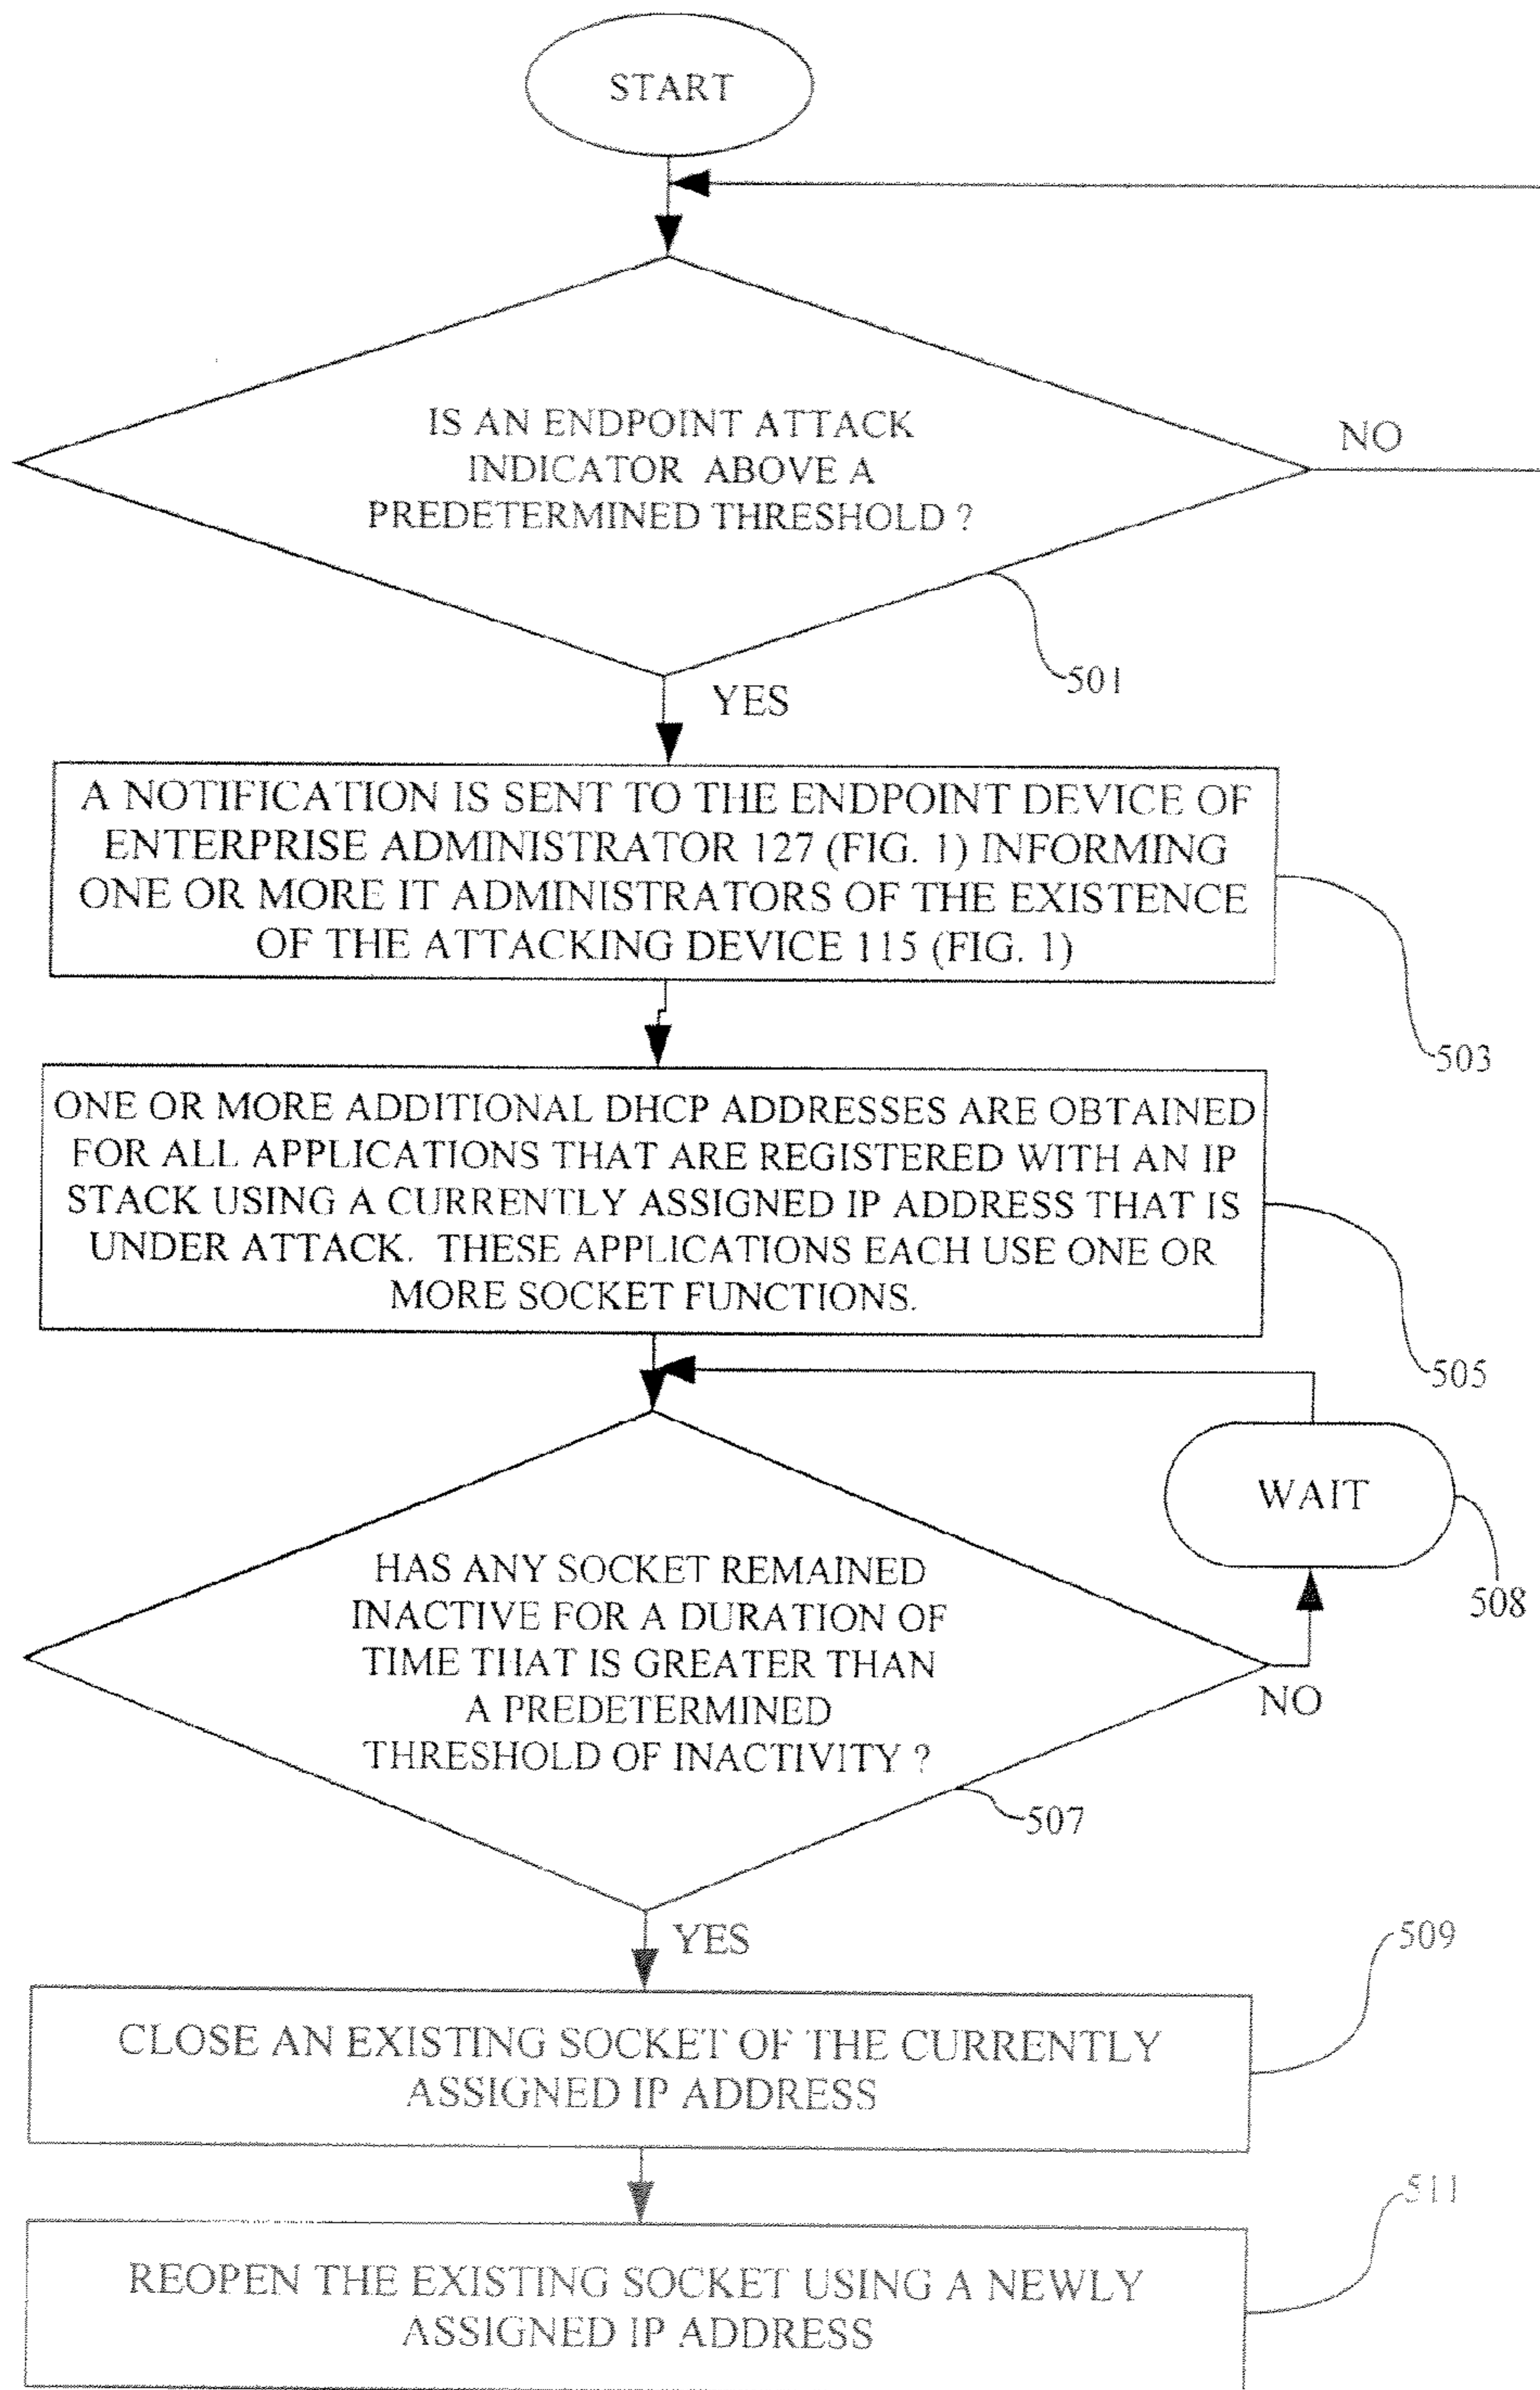 START
IS AN ENDPOINT ATTACK
INDICATOR ABOVE A
PREDETERMINED THRESHOLD ?
NO
501
YES
A NOTIFICATION IS SENT TO THE ENDPOINT DEVICE OF
ENTERPRISE ADMINISTRATOR 127 (FIG. 1) INFORMING
ONE OR MORE IT ADMINISTRATORS OF THE EXISTENCE
OF THE ATTACKING DEVICE 115 (FIG. 1)
503
ONE OR MORE ADDITIONAL DHCP ADDRESSES ARE OBTAINED
FOR ALL APPLICATIONS THAT ARE REGISTERED WITH AN IP
STACK USING A CURRENTLY ASSIGNED IP ADDRESS THAT IS
UNDER ATTACK. THESE APPLICATIONS EACH USE ONE OR
MORE SOCKET FUNCTIONS.
505
WAIT
508
HAS ANY SOCKET REMAINED
INACTIVE FOR A DURATION OF
TIME THAT IS GREATER THAN
A PREDETERMINED
THRESHOLD OF INACTIVITY ?
NO
507
YES
509
CLOSE AN EXISTING SOCKET OF THE CURRENTLY
ASSIGNED IP ADDRESS
511
REOPEN THE EXISTING SOCKET USING A NEWLY
ASSIGNED IP ADDRESS